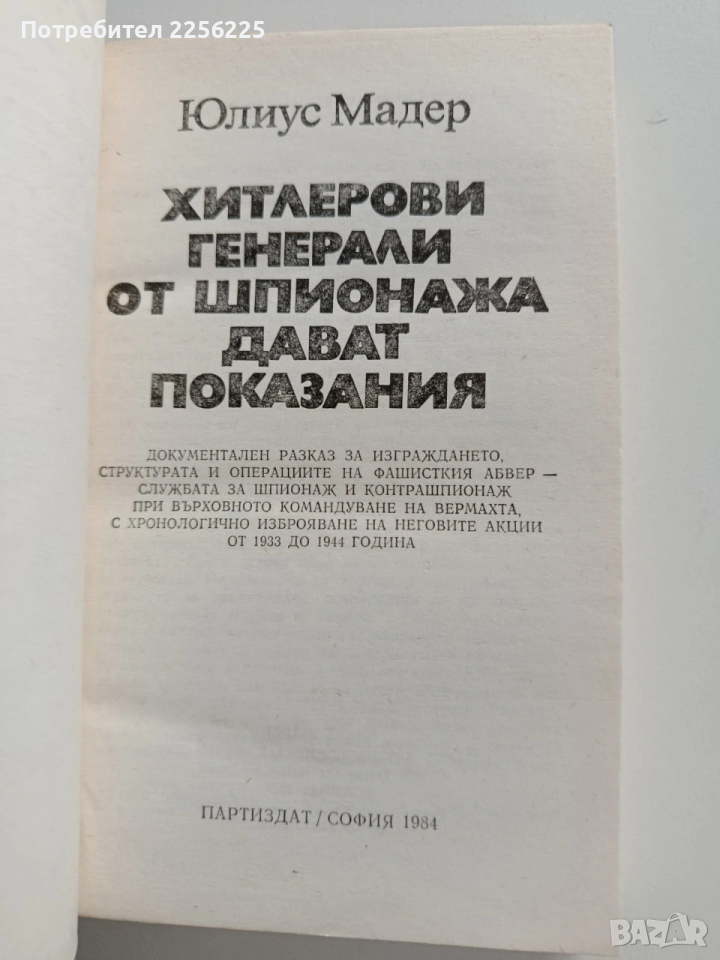 Потребител 2256225
Юлиус Мадер
ХИТЛЕРОВИ
ГЕНЕРАЛИ
ОТ ШПИОНАЖА
ДАВАТ
ПОКАЗАНИЯ
ДОКУМЕНТАЛЕН РАЗКАЗ ЗА ИЗГРАЖДАНЕТО,
СТРУКТУРАТА И ОПЕРАЦИИТЕ НА ФАШИСТКИЯ АБВЕР —
СЛУЖБАТА ЗА ШПИОНАЖ И КОНТРАШПИОНАЖ
ПРИ ВЪРХОВНОТО КОМАНДУВАНЕ НА ВЕРМАХТА,
С ХРОНОЛОГИЧНО ИЗБРОЯВАНЕ НА НЕГОВИТЕ АКЦИИ
ОТ 1933 ДО 1944 ГОДИНА
ПАРТИЗДАТ / СОФИЯ 1984
BAZAR